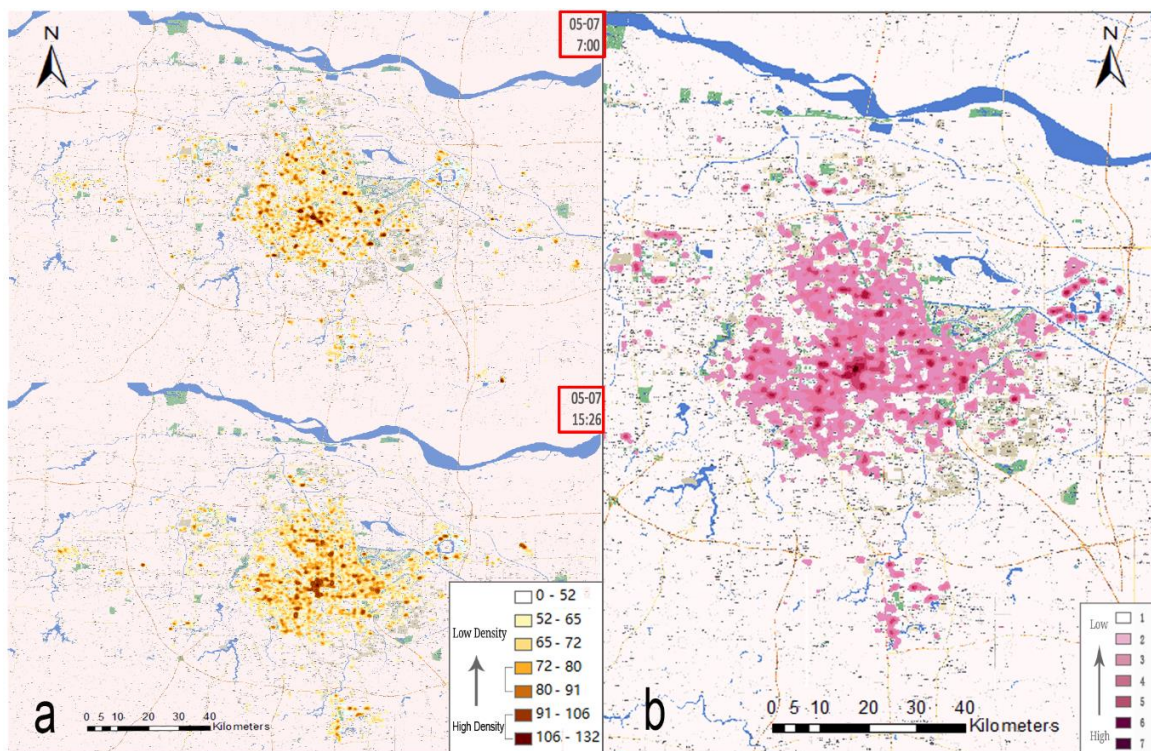 N
05-07
7:00
N
05-07
15:26
0 - 52
52 - 65
Low Density
65 - 72
72 - 80
80 - 91
High Density
91 - 106
106 - 132
a
0 5 10 20 30 40
Kilometers
b
0 5 10 20 30 40
Kilometers
Low
High
1
2
3
4
5
6
7